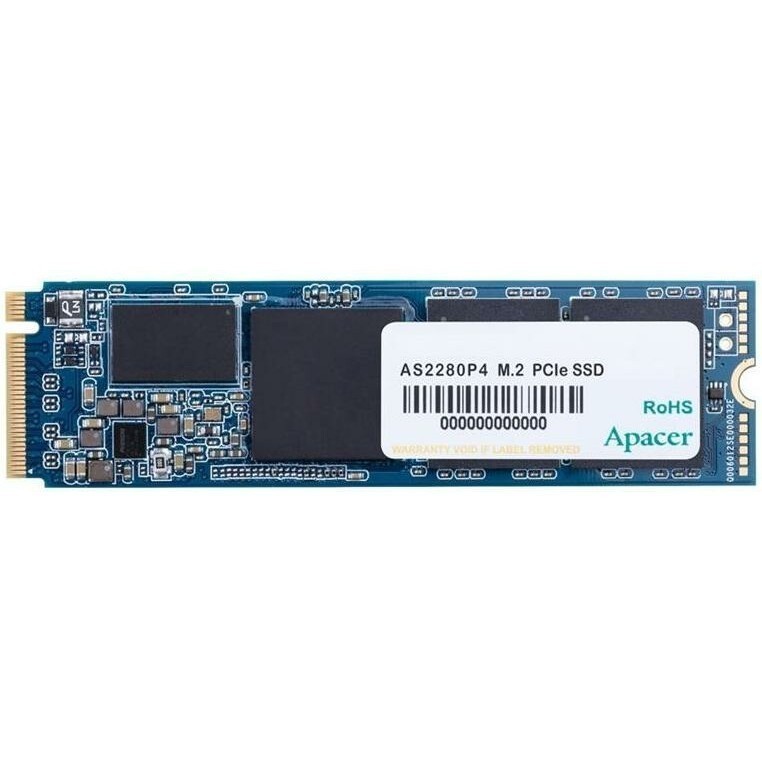 AS2280P4 M.2 PCIe SSD
000000000000
RoHS
Apacer
WARRANTY VOID IF LABEL REMOVED